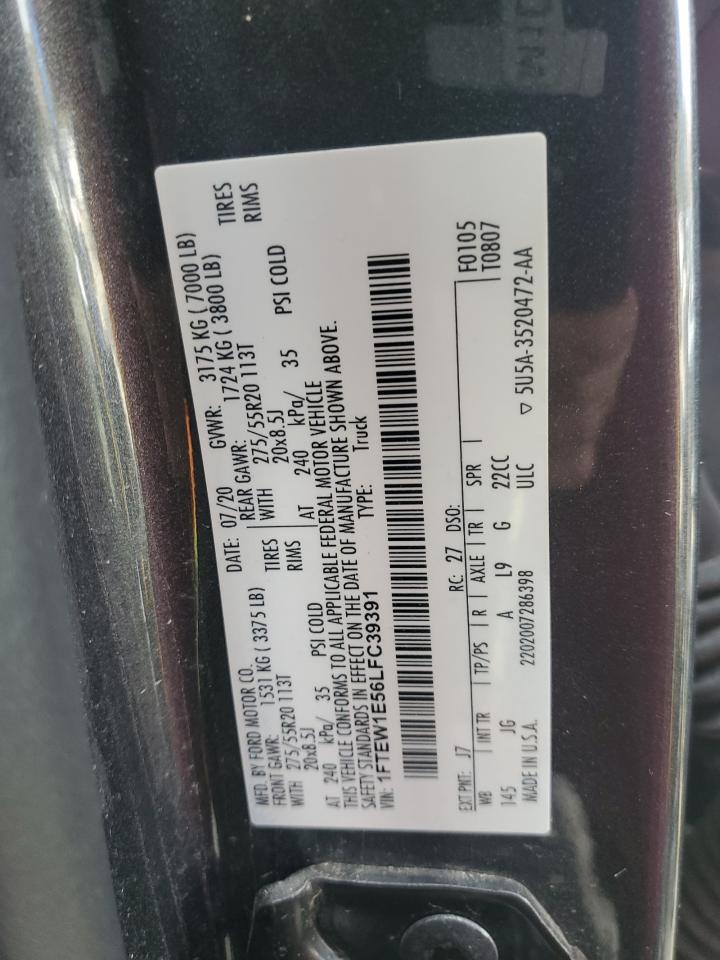 MFD. BY FORD MOTOR CO.
DATE: 07/20 GVWR: 3175 KG ( 7000 LB)
FRONT GAWR: 1531 KG ( 3375 LB) REAR GAWR: 1724 KG ( 3800 LB)
WITH 275/55R20 113T TIRES WITH 275/55R20 113T TIRES
20x8.5J RIMS 20x8.5J RIMS
AT 240 kPa/ 35 PSI COLD AT 240 kPa/ 35 PSI COLD
THIS VEHICLE CONFORMS TO ALL APPLICABLE FEDERAL MOTOR VEHICLE
SAFETY STANDARDS IN EFFECT ON THE DATE OF MANUFACTURE SHOWN ABOVE.
VIN: 1FTEW1E56LFC39391 TYPE: Truck
F0105
T0807
EXT PNT: J7 RC: 27 DSO:
WB INT TR TP/PS R AXLE TR SPR
145 JG A L9 G 22CC
MADE IN U.S.A. 2202007286398 ULC ▽ 5U5A-3520472-AA